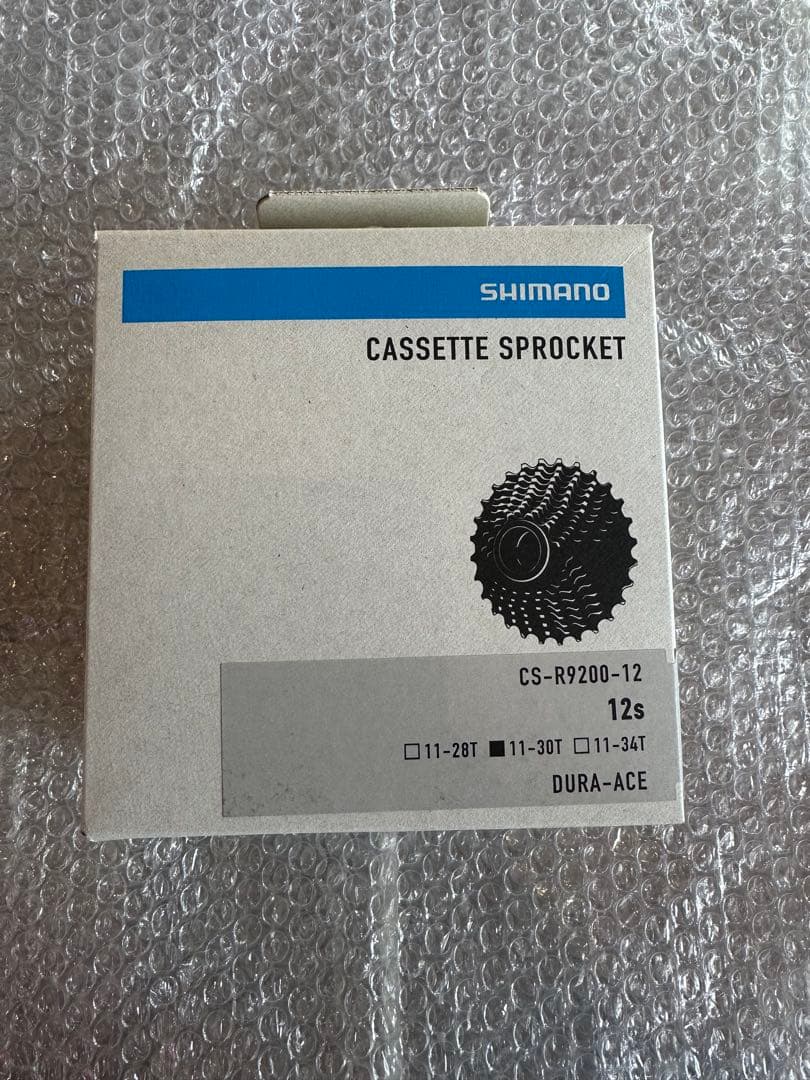 SHIMANO
CASSETTE SPROCKET
CS-R9200-12
12s
□11-28T ■11-30T □11-34T
DURA-ACE